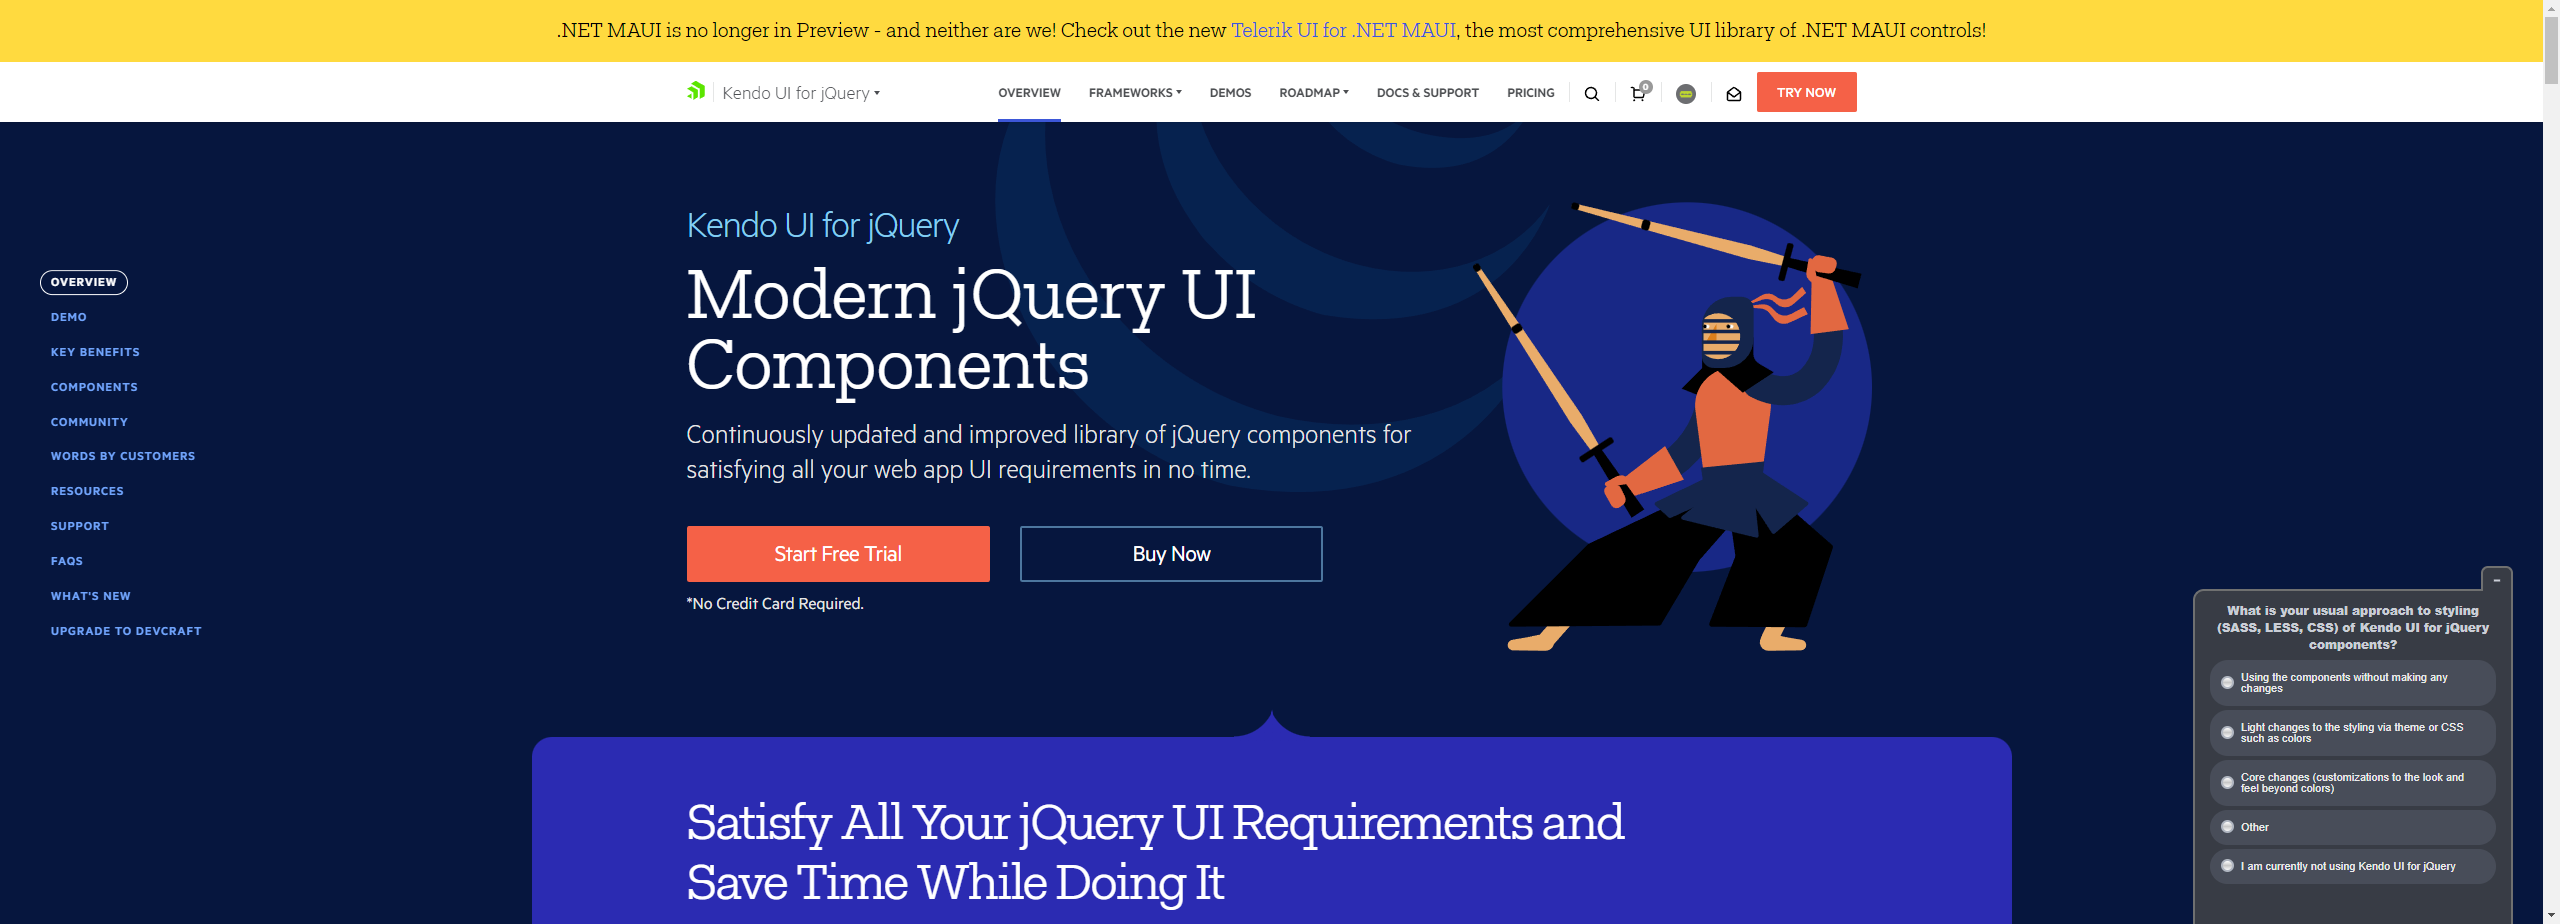 .NET MAUI is no longer in Preview - and neither are we! Check out the new Telerik UI for .NET MAUI, the most comprehensive UI library of .NET MAUI controls!
Kendo UI for jQuery
OVERVIEW
FRAMEWORKS
DEMOS
ROADMAP
DOCS & SUPPORT
PRICING
0
TRY NOW
OVERVIEW
DEMO
KEY BENEFITS
COMPONENTS
COMMUNITY
WORDS BY CUSTOMERS
RESOURCES
SUPPORT
FAQS
WHAT'S NEW
UPGRADE TO DEVCRAFT
Kendo UI for jQuery
Modern jQuery UI
Components
Continuously updated and improved library of jQuery components for
satisfying all your web app UI requirements in no time.
Start Free Trial
Buy Now
*No Credit Card Required.
Satisfy All Your jQuery UI Requirements and
Save Time While Doing It
-
What is your usual approach to styling
(SASS, LESS, CSS) of Kendo UI for jQuery
components?
Using the components without making any
changes
Light changes to the styling via theme or CSS
such as colors
Core changes (customizations to the look and
feel beyond colors)
Other
I am currently not using Kendo UI for jQuery